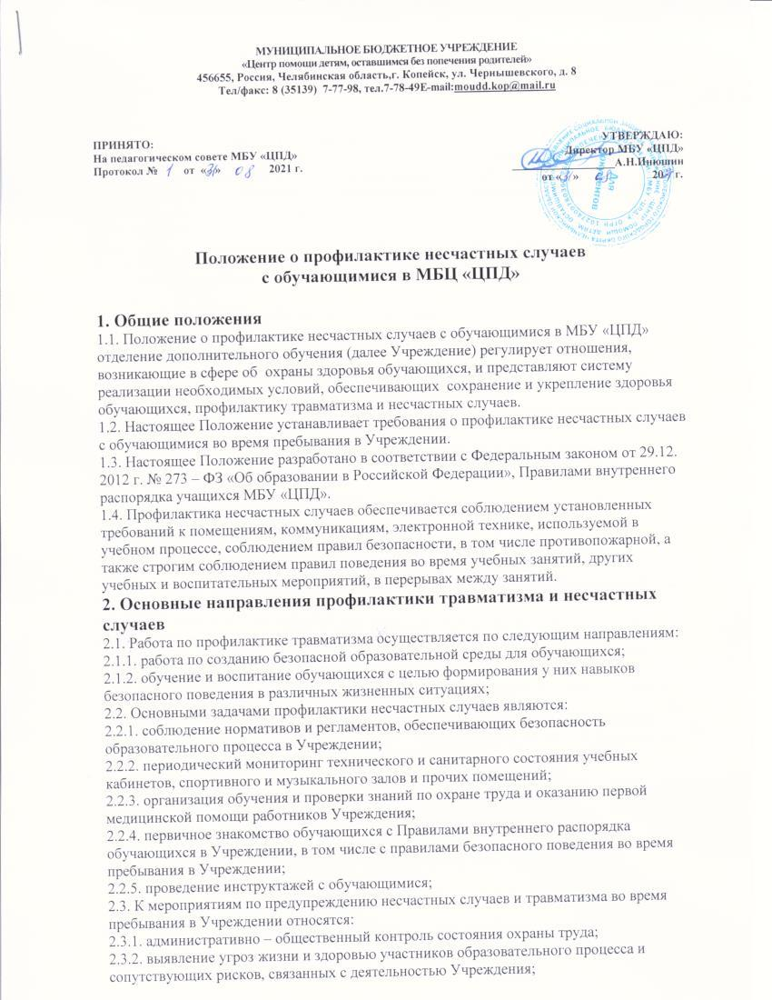 МУНИЦИПАЛЬНОЕ БЮДЖЕТНОЕ УЧРЕЖДЕНИЕ
«Центр помощи детям, оставшимся без попечения родителей»
456655, Россия, Челябинская область,г. Копейск, ул. Чернышевского, д. 8
Тел/факс: 8 (35139) 7-77-98, тел.7-78-49E-mail:moudd.kop@mail.ru
ПРИНЯТО:
На педагогическом совете МБУ «ЦПД»
Протокол № 1 от «31» 08 2021 г.
УТВЕРЖДАЮ:
Директор МБУ «ЦПД»
А.Н.Инюшин
от «31» 08 20 г.
Для документов
Положение о профилактике несчастных случаев
с обучающимися в МБЦ «ЦПД»
1. Общие положения
1.1. Положение о профилактике несчастных случаев с обучающимися в МБУ «ЦПД»
отделение дополнительного обучения (далее Учреждение) регулирует отношения,
возникающие в сфере об охраны здоровья обучающихся, и представляют систему
реализации необходимых условий, обеспечивающих сохранение и укрепление здоровья
обучающихся, профилактику травматизма и несчастных случаев.
1.2. Настоящее Положение устанавливает требования о профилактике несчастных случаев
с обучающимися во время пребывания в Учреждении.
1.3. Настоящее Положение разработано в соответствии с Федеральным законом от 29.12.
2012 г. № 273 – ФЗ «Об образовании в Российской Федерации», Правилами внутреннего
распорядка учащихся МБУ «ЦПД».
1.4. Профилактика несчастных случаев обеспечивается соблюдением установленных
требований к помещениям, коммуникациям, электронной технике, используемой в
учебном процессе, соблюдением правил безопасности, в том числе противопожарной, а
также строгим соблюдением правил поведения во время учебных занятий, других
учебных и воспитательных мероприятий, в перерывах между занятий.
2. Основные направления профилактики травматизма и несчастных
случаев
2.1. Работа по профилактике травматизма осуществляется по следующим направлениям:
2.1.1. работа по созданию безопасной образовательной среды для обучающихся;
2.1.2. обучение и воспитание обучающихся с целью формирования у них навыков
безопасного поведения в различных жизненных ситуациях;
2.2. Основными задачами профилактики несчастных случаев являются:
2.2.1. соблюдение нормативов и регламентов, обеспечивающих безопасность
образовательного процесса в Учреждении;
2.2.2. периодический мониторинг технического и санитарного состояния учебных
кабинетов, спортивного и музыкального залов и прочих помещений;
2.2.3. организация обучения и проверки знаний по охране труда и оказанию первой
медицинской помощи работников Учреждения;
2.2.4. первичное знакомство обучающихся с Правилами внутреннего распорядка
обучающихся в Учреждении, в том числе с правилами безопасного поведения во время
пребывания в Учреждении;
2.2.5. проведение инструктажей с обучающимися;
2.3. К мероприятиям по предупреждению несчастных случаев и травматизма во время
пребывания в Учреждении относятся:
2.3.1. административно – общественный контроль состояния охраны труда;
2.3.2. выявление угроз жизни и здоровью участников образовательного процесса и
сопутствующих рисков, связанных с деятельностью Учреждения;